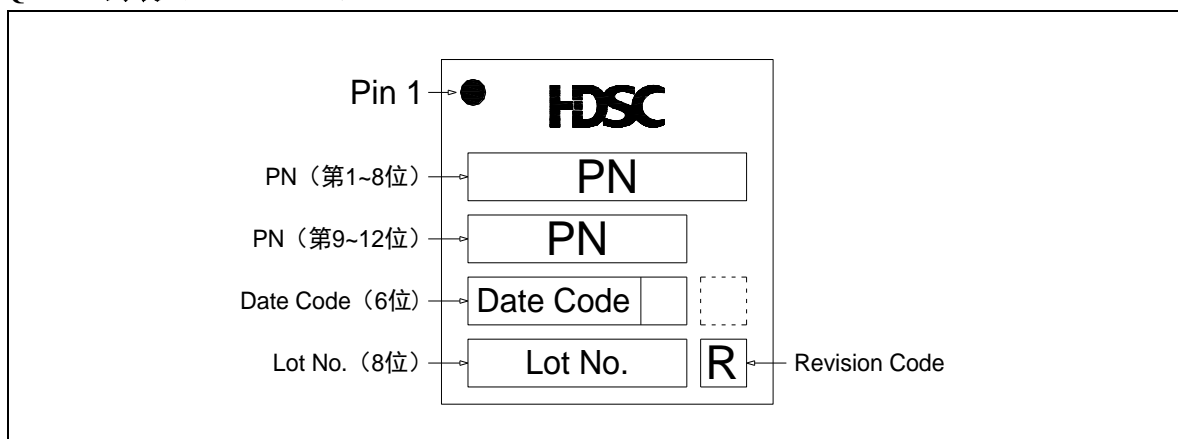 Pin 1
HDSC
PN（第1~8位） PN
PN（第9~12位） PN
Date Code（6位） Date Code
Lot No.（8位） Lot No. R Revision Code